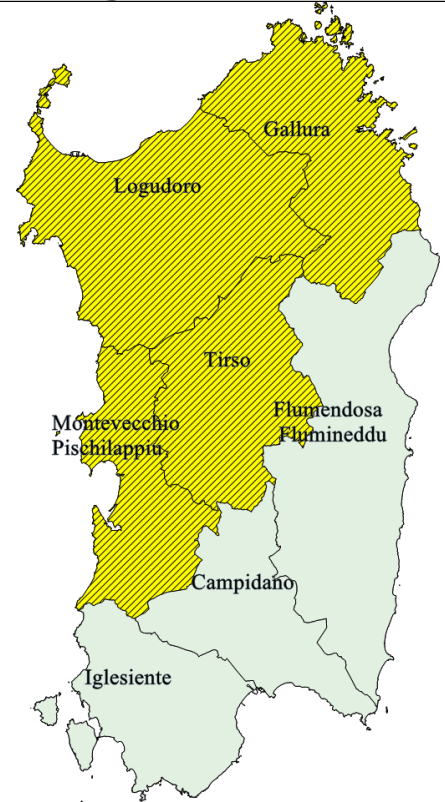 Gallura
Logudoro
Tirso
Montevecchio
Pischilappiu
Flumendosa
Flumineddu
Campidano
Iglesiente